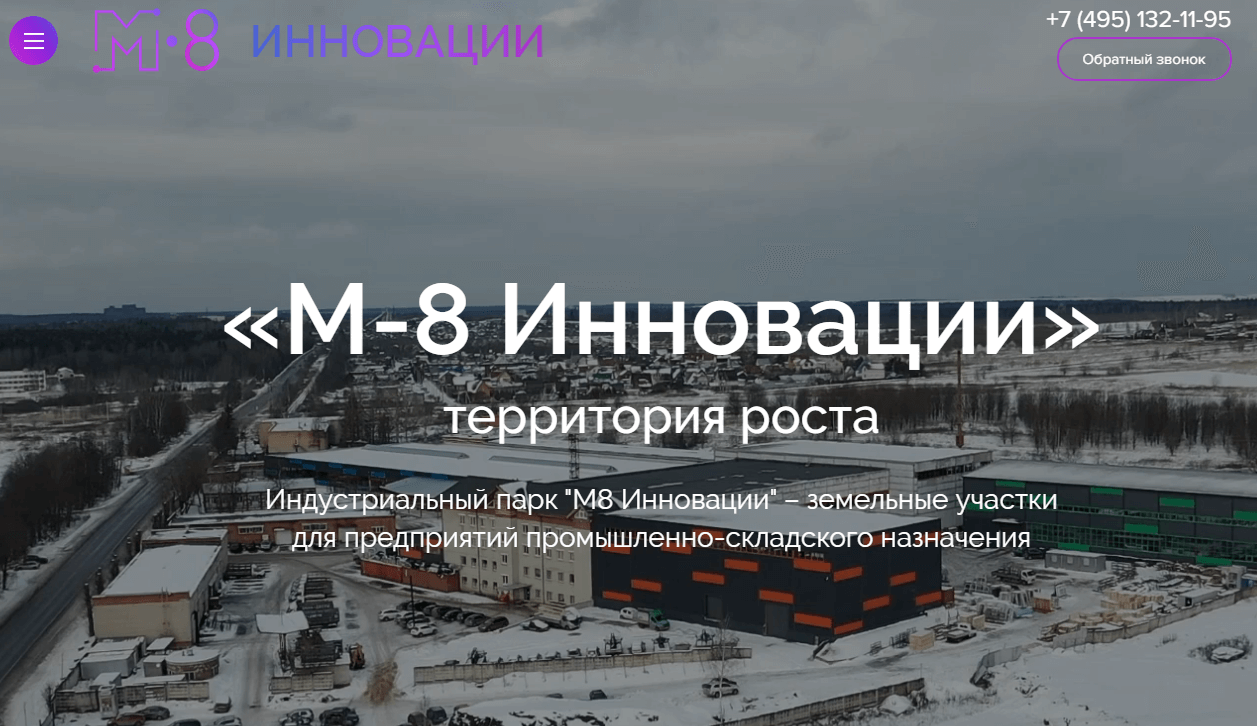 М•8 ИННОВАЦИИ
+7 (495) 132-11-95
Обратный звонок
«М-8 Инновации»
территория роста
Индустриальный парк "М8 Инновации" – земельные участки
для предприятий промышленно-складского назначения